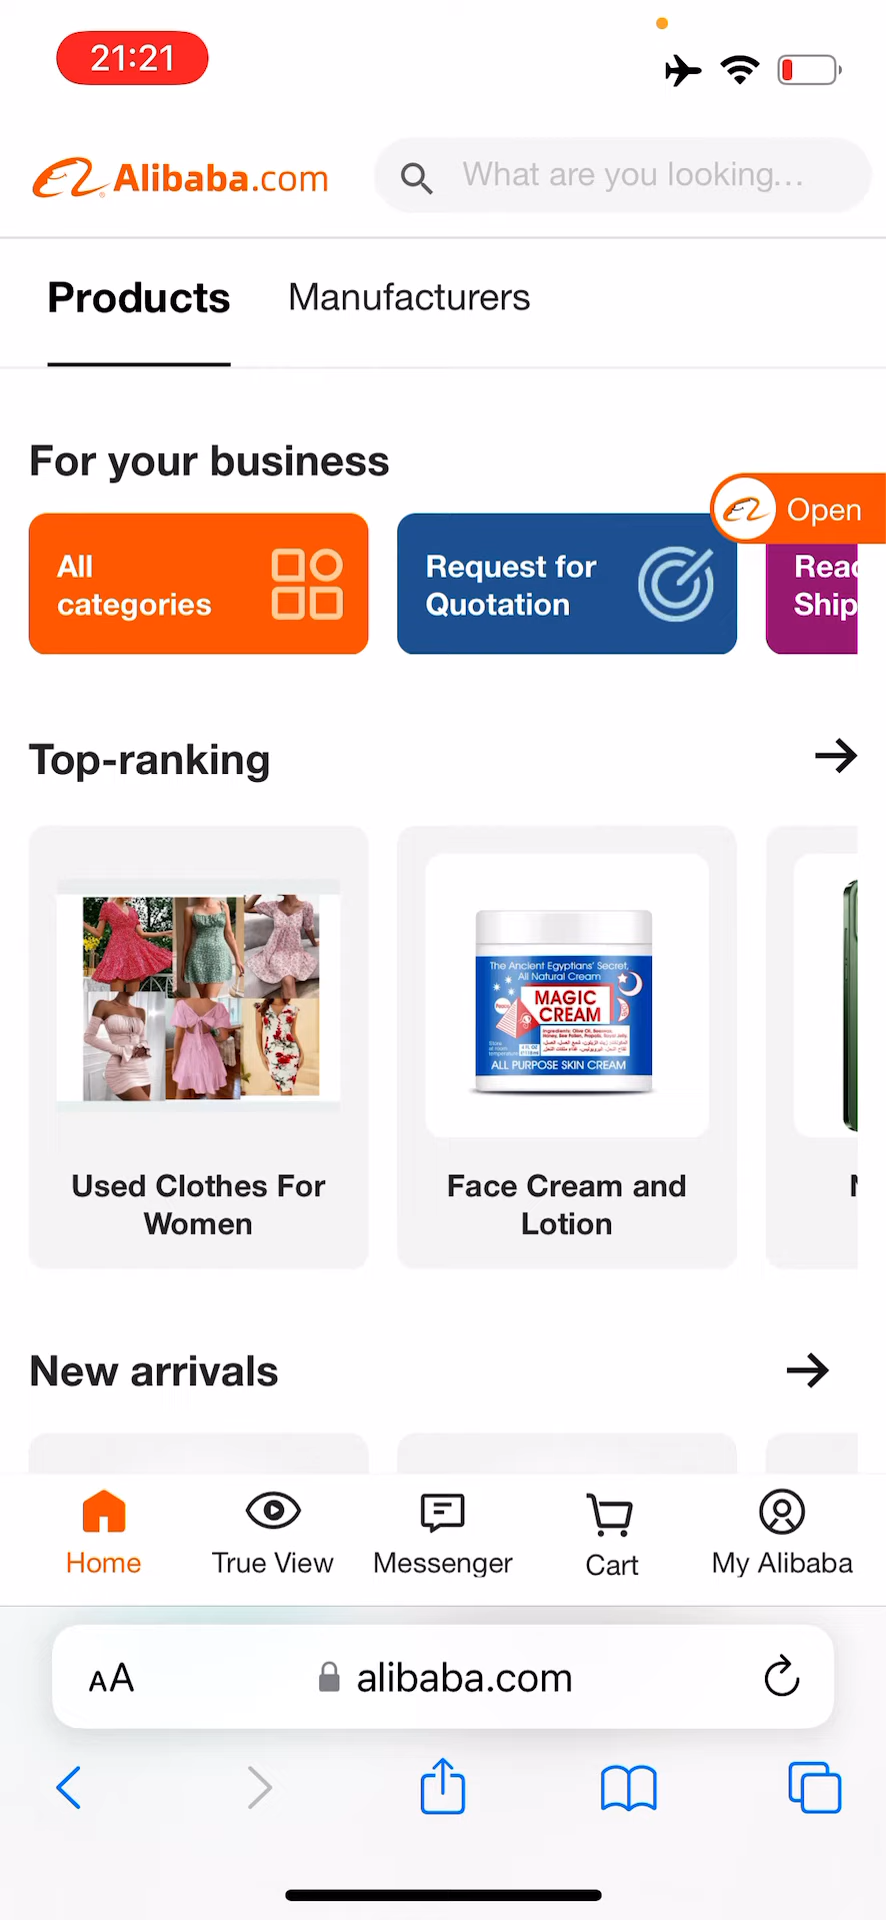 21:21
Alibaba.com
What are you looking...
Products
Manufacturers
For your business
Open
All
categories
Request for
Quotation
Read
Ship
Top-ranking
The Ancient Egyptians' Secret,
All Natural Cream
MAGIC
CREAM
ALL PURPOSE SKIN CREAM
Used Clothes For
Women
Face Cream and
Lotion
New arrivals
Home
True View
Messenger
Cart
My Alibaba
AA
alibaba.com